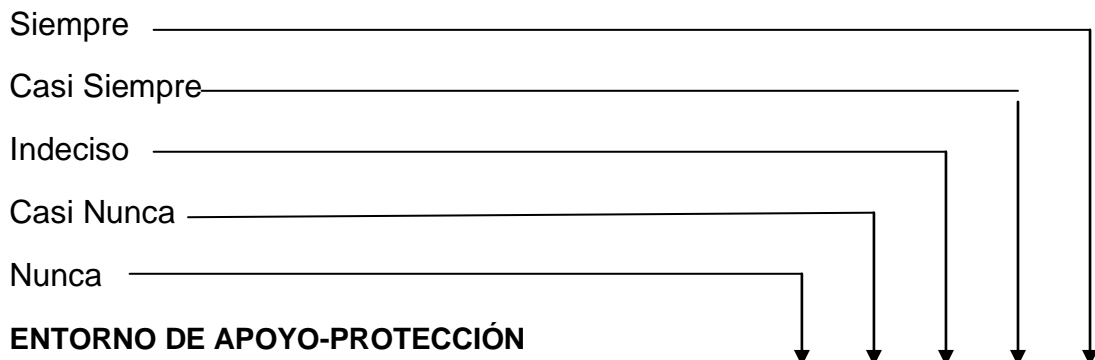 Siempre
Casi Siempre
Indeciso
Casi Nunca
Nunca
ENTORNO DE APOYO-PROTECCIÓN